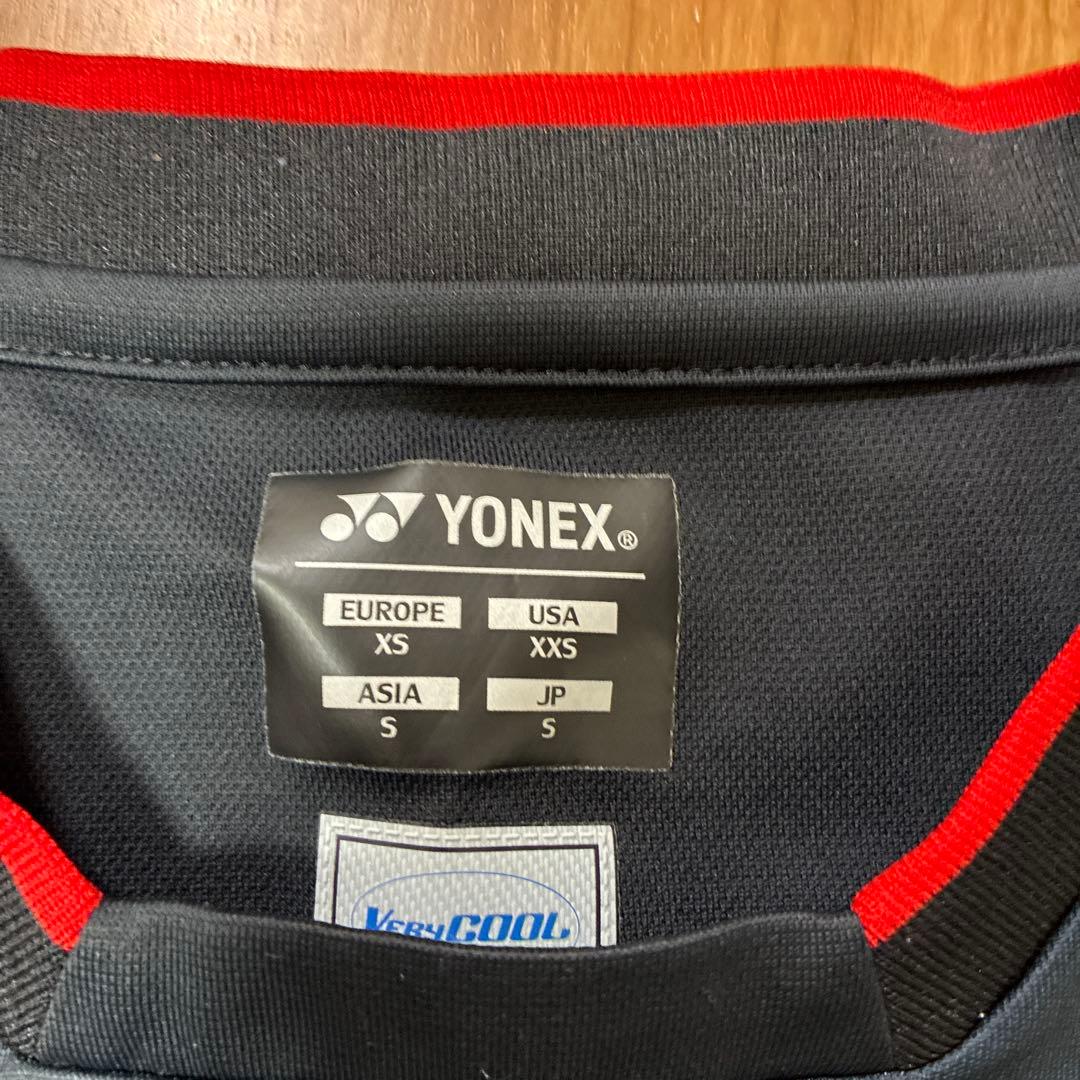 YONEX®
EUROPE USA
XS XXS
ASIA JP
S S
VERYCOOL